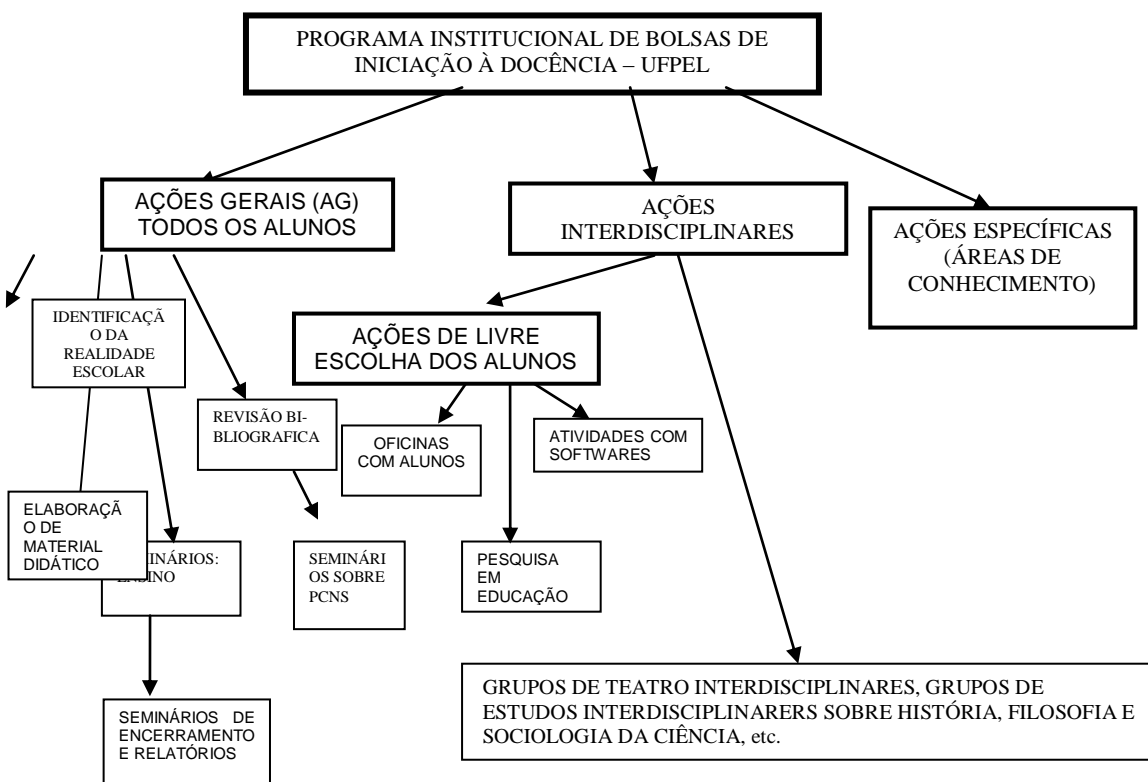 PROGRAMA INSTITUCIONAL DE BOLSAS DE
INICIAÇÃO À DOCÊNCIA – UFPEL
AÇÕES GERAIS (AG)
TODOS OS ALUNOS
AÇÕES
INTERDISCIPLINARES
AÇÕES ESPECÍFICAS
(ÁREAS DE
CONHECIMENTO)
IDENTIFICAÇÃ
O DA
REALIDADE
ESCOLAR
AÇÕES DE LIVRE
ESCOLHA DOS ALUNOS
REVISÃO BI-
BLIOGRAFICA
OFICINAS
COM ALUNOS
ATIVIDADES COM
SOFTWARES
ELABORAÇÃ
O DE
MATERIAL
DIDÁTICO
INÁRIOS:
SEMINÁRI
OS SOBRE
PCNS
PESQUISA
EM
EDUCAÇÃO
SEMINÁRIOS DE
ENCERRAMENTO
E RELATÓRIOS
GRUPOS DE TEATRO INTERDISCIPLINARES, GRUPOS DE
ESTUDOS INTERDISCIPLINARERS SOBRE HISTÓRIA, FILOSOFIA E
SOCIOLOGIA DA CIÊNCIA, etc.